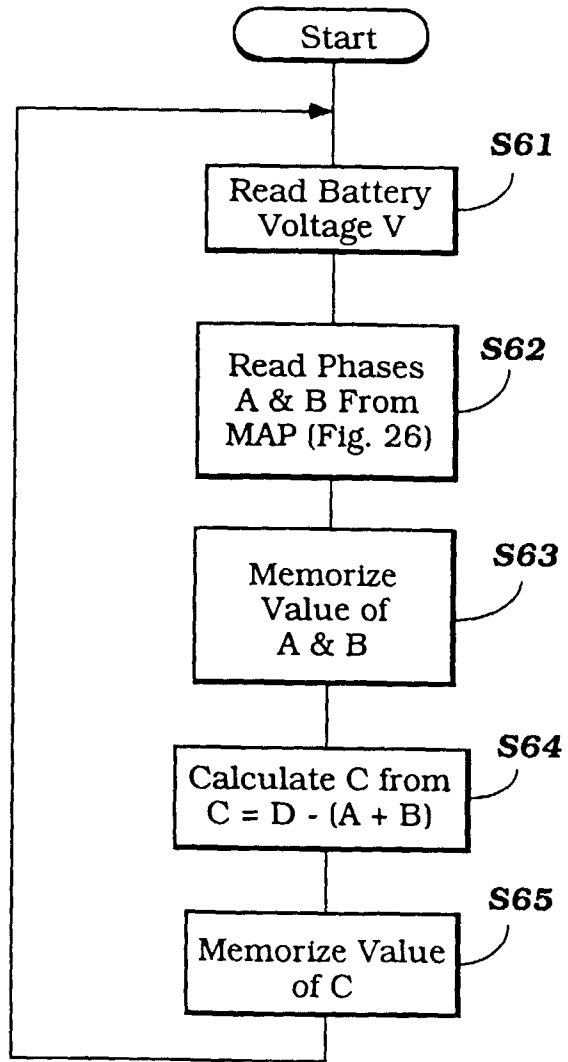 Start
S61
Read Battery
Voltage V
S62
Read Phases
A & B From
MAP (Fig. 26)
S63
Memorize
Value of
A & B
S64
Calculate C from
C = D - (A + B)
S65
Memorize Value
of C